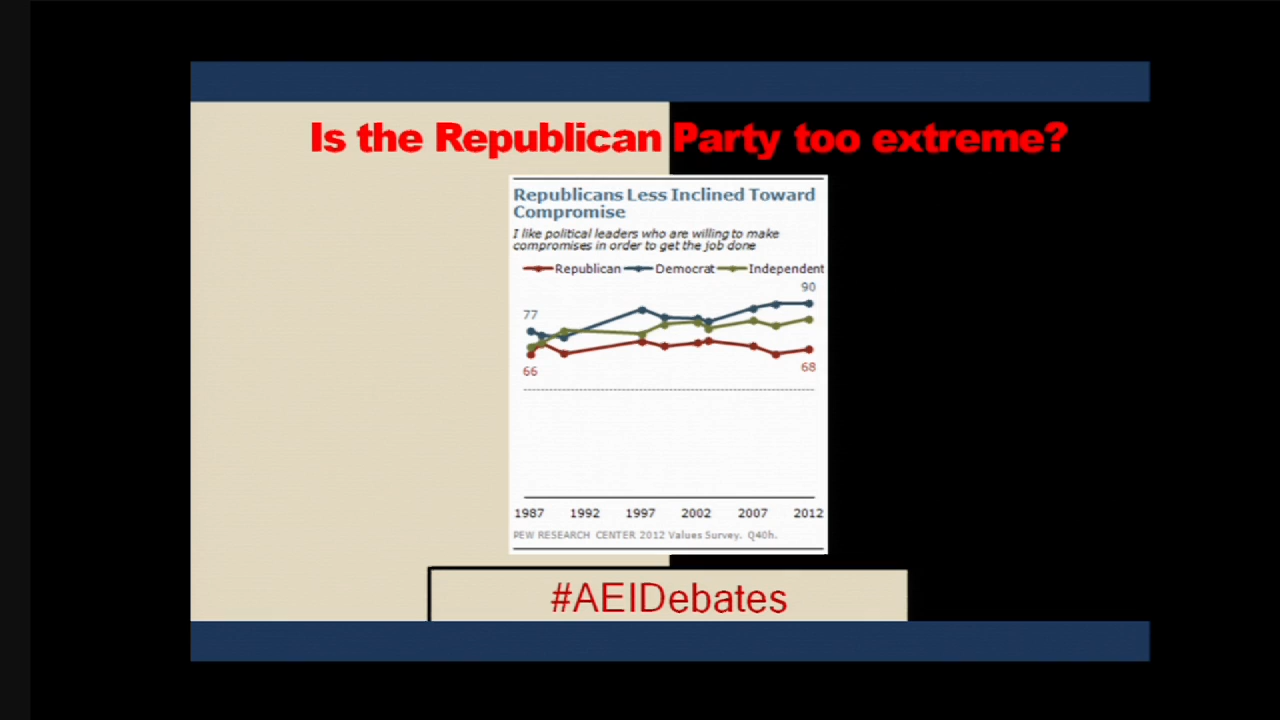 Is the Republican Party too extreme?
Republicans Less Inclined Toward
Compromise
I like political leaders who are willing to make
compromises in order to get the job done
Republican Democrat Independent
90
77
66
68
1987 1992 1997 2002 2007 2012
PEW RESEARCH CENTER 2012 Values Survey. Q40h.
#AEIDebates